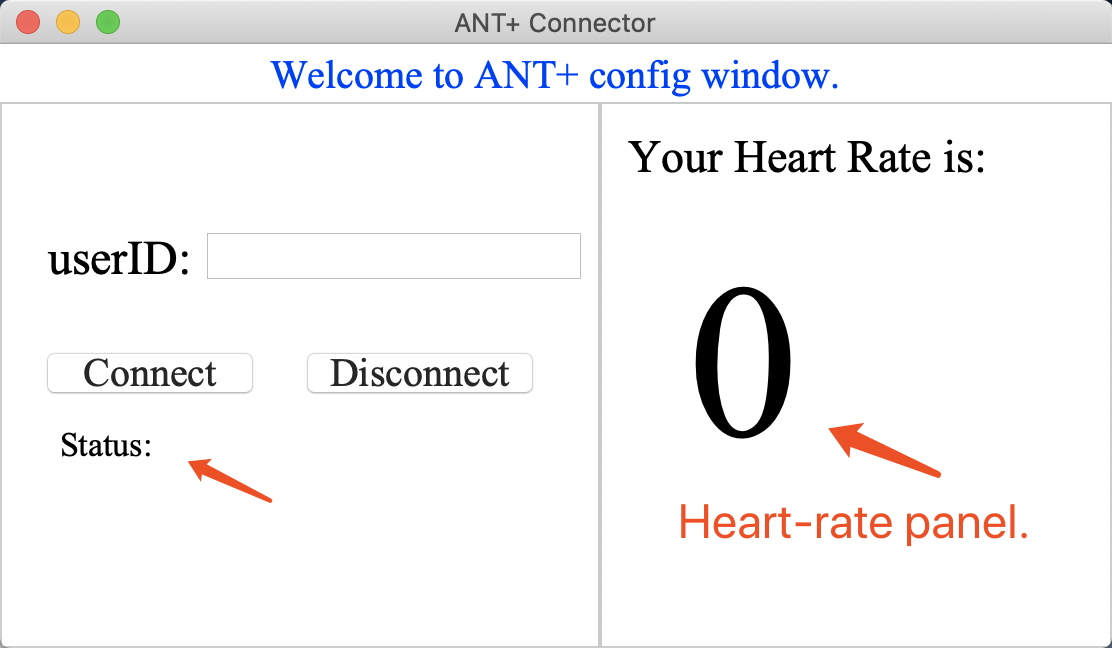 ANT+ Connector
Welcome to ANT+ config window.
userID:
Connect
Disconnect
Status:
Your Heart Rate is:
0
Heart-rate panel.